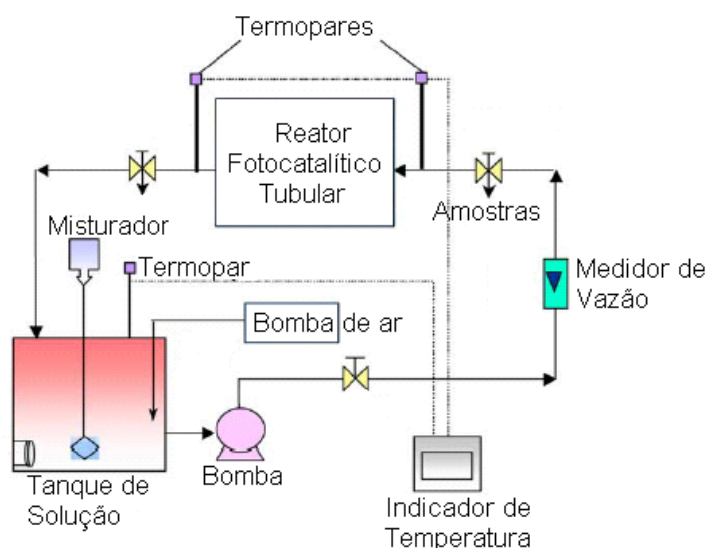 Termopares
Reator
Fotocatalítico
Tubular
Amostras
Misturador
Termopar
Medidor de
Vazão
Bomba de ar
Bomba
Tanque de
Solução
Indicador de
Temperatura